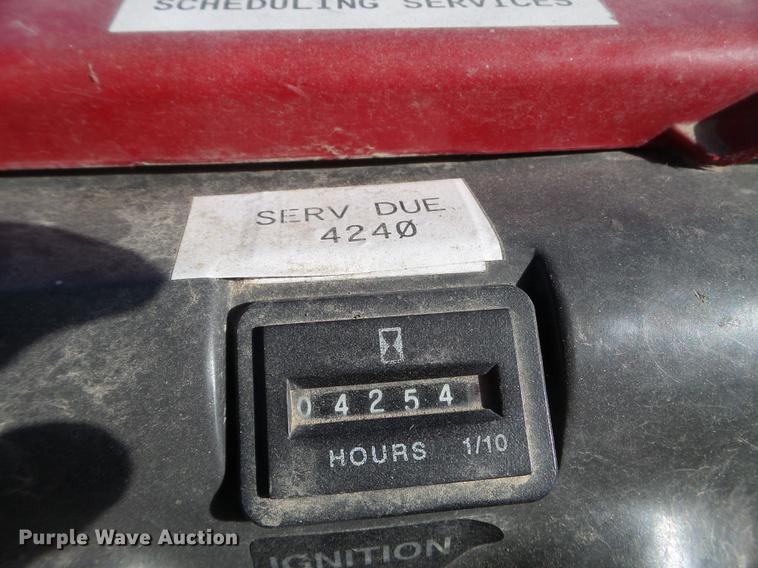 SCHEDULING SERVICES
SERV DUE
4240
04254
HOURS 1/10
IGNITION
Purple Wave Auction